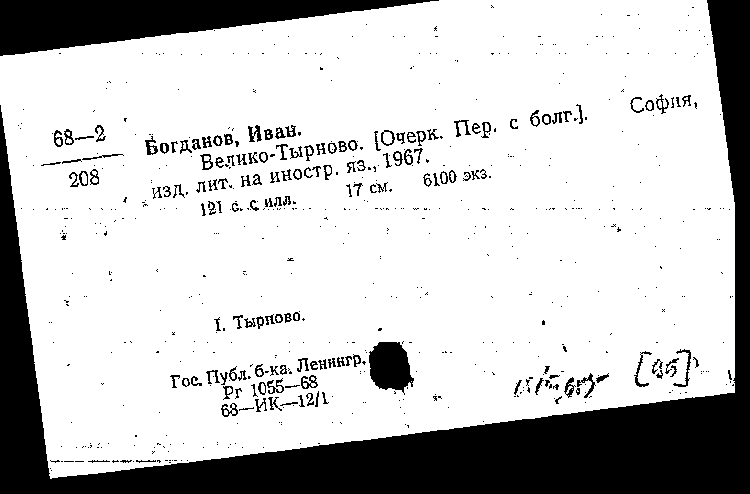 68—2
208
Богданов, Иван.
Велико-Тырново. [Очерк. Пер. с болг.]. София,
изд. лит. на иностр. яз., 1967.
121 с. с илл. 17 см. 6100 экз.
I. Тырново.
Гос. Публ. б-ка. Ленингр.
Рг 1055—68
68—ИК—12/1